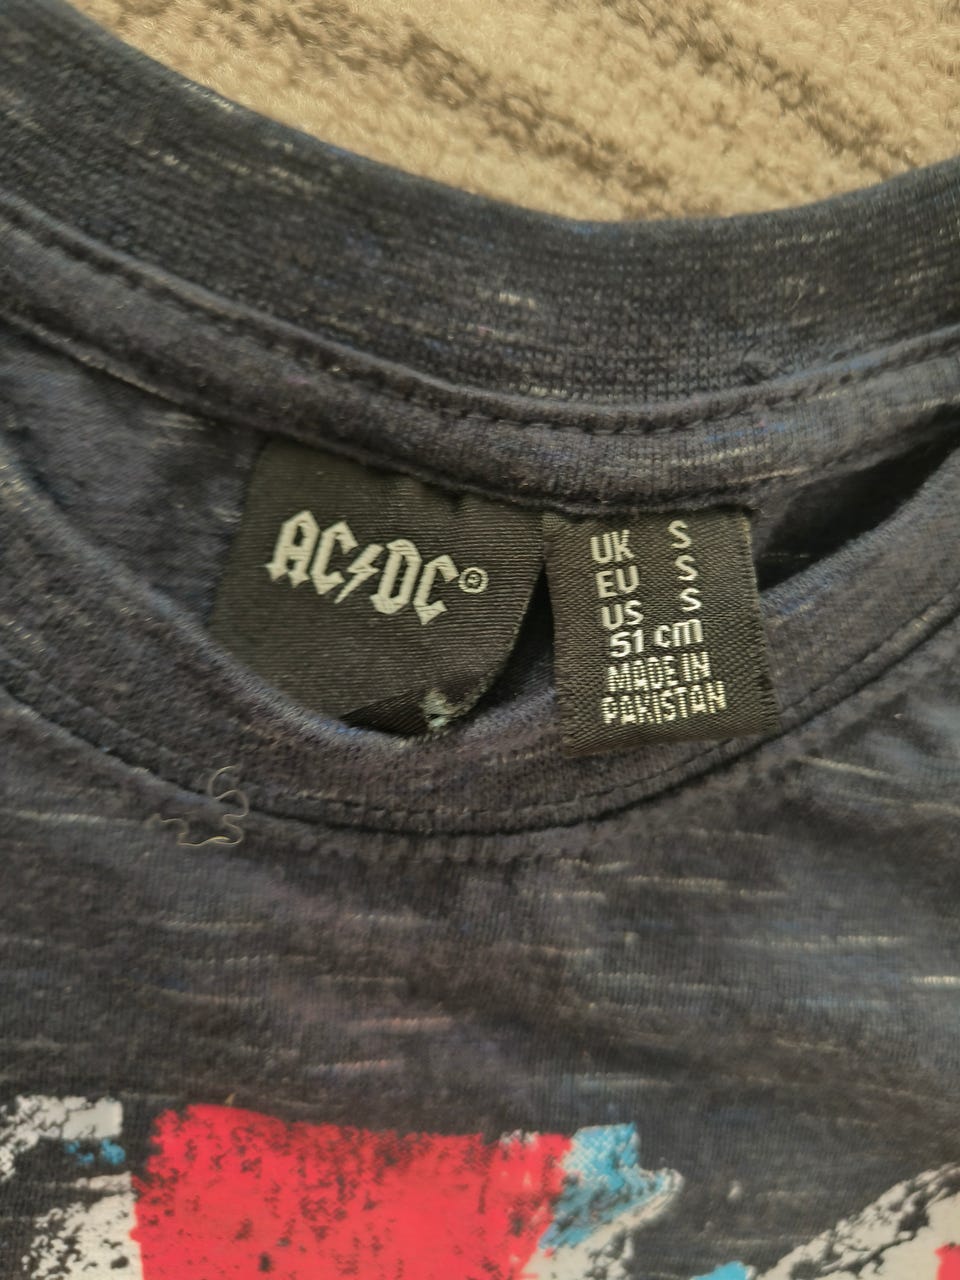 AC⚡DC®
UK S
EU S
US S
51 cm
MADE IN
PAKISTAN